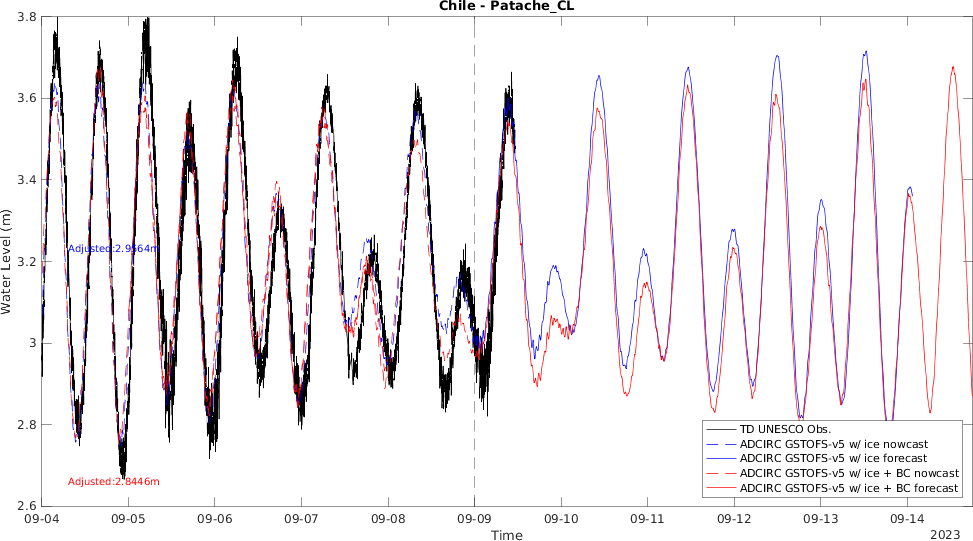 Chile - Patache_CL
3.8
3.6
3.4
3.2
3
2.8
2.6
Water Level (m)
Adjusted:2.9564m
Adjusted:2.8446m
TD UNESCO Obs.
ADCIRC GSTOFS-v5 w/ ice nowcast
ADCIRC GSTOFS-v5 w/ ice forecast
ADCIRC GSTOFS-v5 w/ ice + BC nowcast
ADCIRC GSTOFS-v5 w/ ice + BC forecast
09-04 09-05 09-06 09-07 09-08 09-09 09-10 09-11 09-12 09-13 09-14
Time
2023